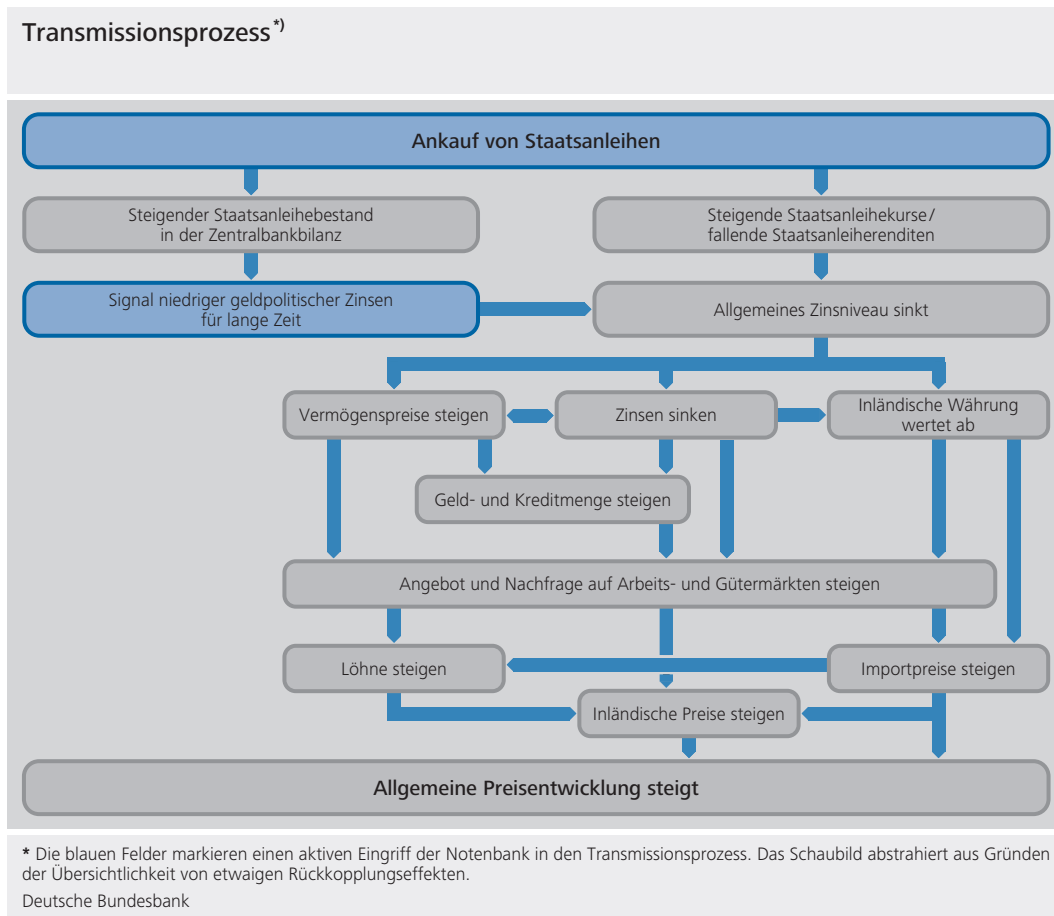 Transmissionsprozess*)
Ankauf von Staatsanleihen
Steigender Staatsanleihebestand
in der Zentralbankbilanz
Steigende Staatsanleihekurse/
fallende Staatsanleiherenditen
Signal niedriger geldpolitischer Zinsen
für lange Zeit
Allgemeines Zinsniveau sinkt
Vermögenspreise steigen
Zinsen sinken
Inländische Währung
wertet ab
Geld- und Kreditmenge steigen
Angebot und Nachfrage auf Arbeits- und Gütermärkten steigen
Löhne steigen
Importpreise steigen
Inländische Preise steigen
Allgemeine Preisentwicklung steigt
* Die blauen Felder markieren einen aktiven Eingriff der Notenbank in den Transmissionsprozess. Das Schaubild abstrahiert aus Gründen
der Übersichtlichkeit von etwaigen Rückkopplungseffekten.
Deutsche Bundesbank